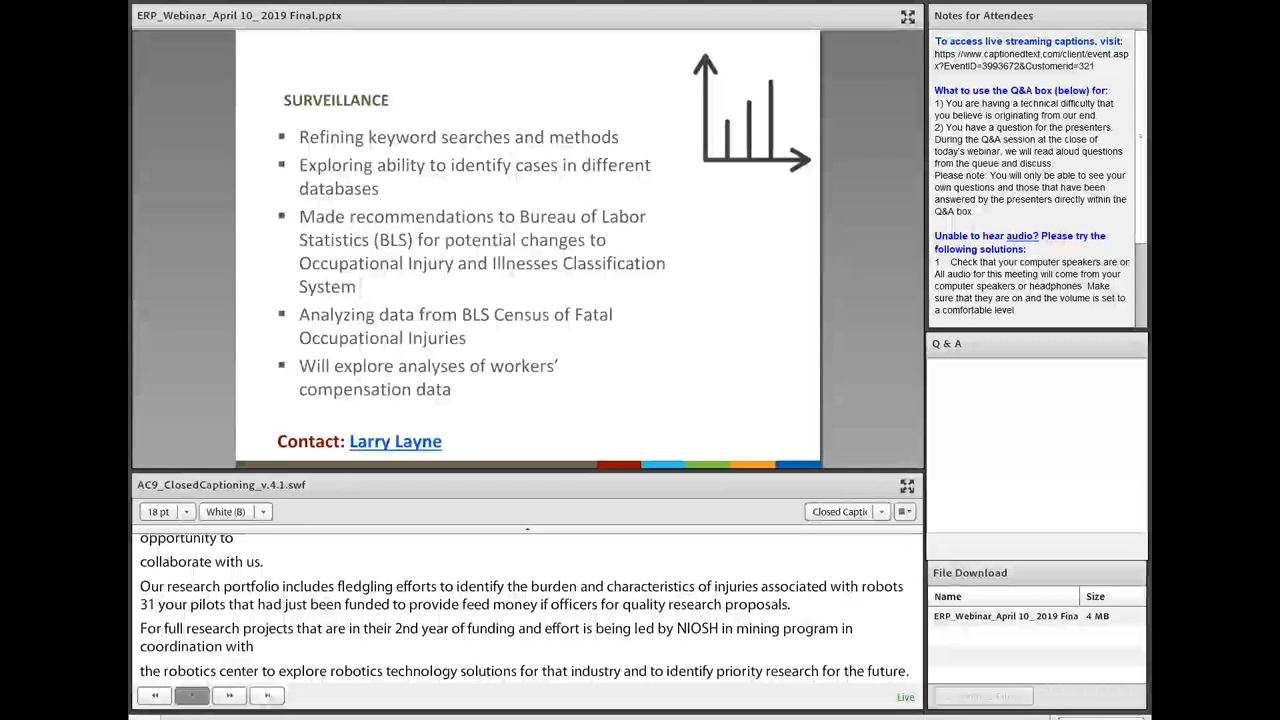 ERP_Webinar_April 10_ 2019 Final.pptx
SURVEILLANCE
▪ Refining keyword searches and methods
▪ Exploring ability to identify cases in different
databases
▪ Made recommendations to Bureau of Labor
Statistics (BLS) for potential changes to
Occupational Injury and Illnesses Classification
System
▪ Analyzing data from BLS Census of Fatal
Occupational Injuries
▪ Will explore analyses of workers’
compensation data
Contact: Larry Layne
AC9_ClosedCaptioning_v.4.1.swf
18 pt
White (B)
Closed Capti
opportunity to
collaborate with us.
Our research portfolio includes fledgling efforts to identify the burden and characteristics of injuries associated with robots
31 your pilots that had just been funded to provide feed money if officers for quality research proposals.
For full research projects that are in their 2nd year of funding and effort is being led by NIOSH in mining program in
coordination with
the robotics center to explore robotics technology solutions for that industry and to identify priority research for the future.
Live
Notes for Attendees
To access live streaming captions, visit:
https://www.captionedtext.com/client/event.asp
x?EventID=3993672&Customerid=321
What to use the Q&A box (below) for:
1) You are having a technical difficulty that
you believe is originating from our end
2) You have a question for the presenters.
During the Q&A session at the close of
today's webinar, we will read aloud questions
from the queue and discuss.
Please note: You will only be able to see your
own questions and those that have been
answered by the presenters directly within the
Q&A box.
Unable to hear audio? Please try the
following solutions:
1 Check that your computer speakers are on
All audio for this meeting will come from your
computer speakers or headphones. Make
sure that they are on and the volume is set to
a comfortable level.
Q & A
File Download
Name Size
ERP_Webinar_April 10_ 2019 Fina 4 MB